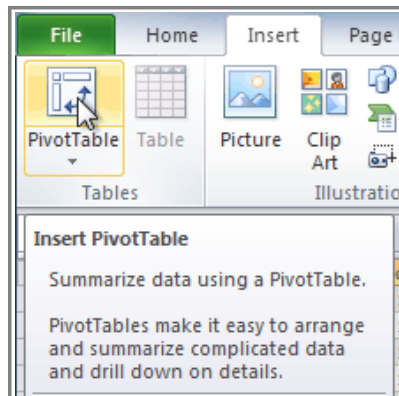 File Home Insert Page
PivotTable Table Picture Clip
Art
Tables
Insert PivotTable
Summarize data using a PivotTable.
PivotTables make it easy to arrange
and summarize complicated data
and drill down on details.